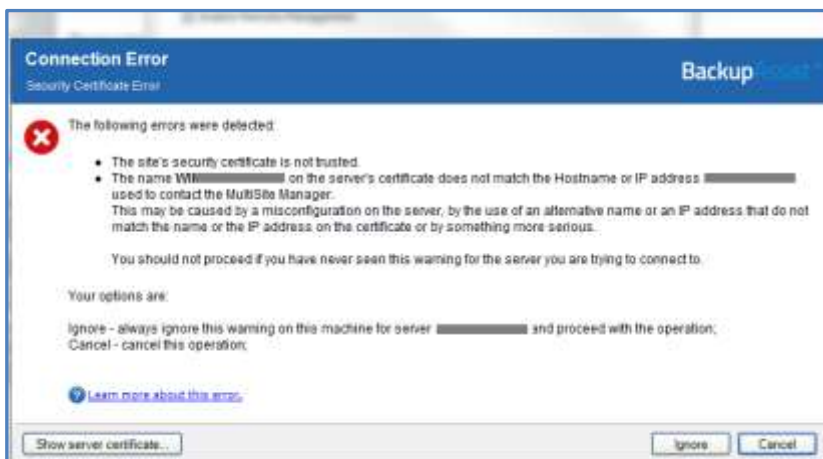 Connection Error
Security Certificate Error
BackupAssist
The following errors were detected:
• The site's security certificate is not trusted.
• The name WIN on the server's certificate does not match the Hostname or IP address
used to contact the MultiSite Manager.
This may be caused by a misconfiguration on the server, by the use of an alternative name or an IP address that do not
match the name or the IP address on the certificate or by something more serious.
You should not proceed if you have never seen this warning for the server you are trying to connect to.
Your options are:
Ignore - always ignore this warning on this machine for server and proceed with the operation;
Cancel - cancel this operation;
Learn more about this error.
Show server certificate...
Ignore
Cancel